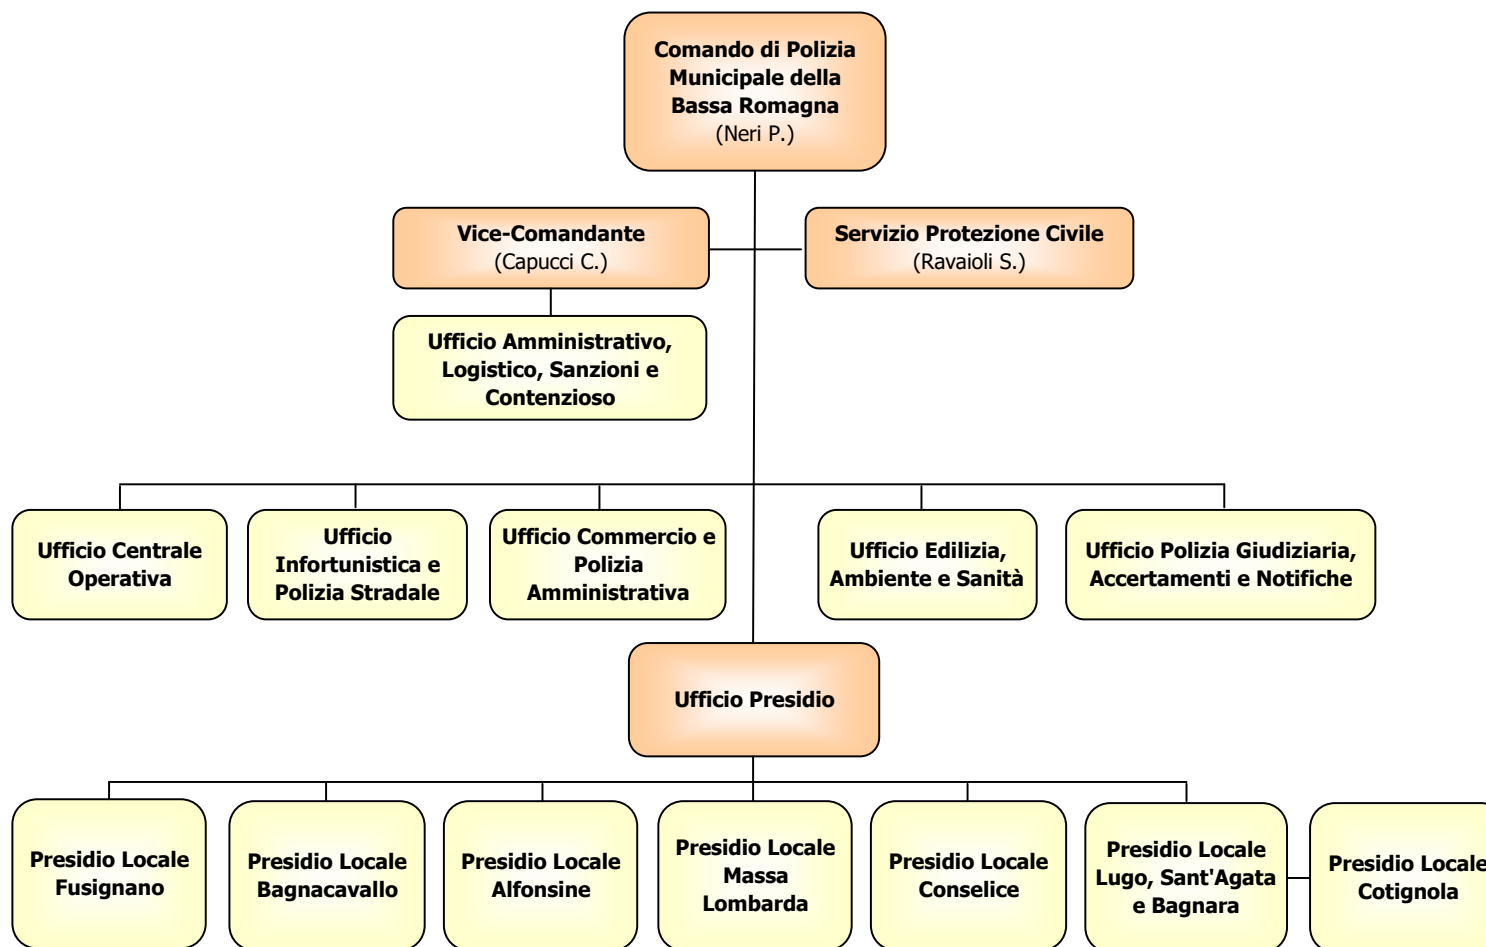 Comando di Polizia
Municipale della
Bassa Romagna
(Neri P.)
Vice-Comandante
(Capucci C.)
Servizio Protezione Civile
(Ravaioli S.)
Ufficio Amministrativo,
Logistico, Sanzioni e
Contenzioso
Ufficio Centrale
Operativa
Ufficio
Infortunistica e
Polizia Stradale
Ufficio Commercio e
Polizia
Amministrativa
Ufficio Edilizia,
Ambiente e Sanità
Ufficio Polizia Giudiziaria,
Accertamenti e Notifiche
Ufficio Presidio
Presidio Locale
Fusignano
Presidio Locale
Bagnacavallo
Presidio Locale
Alfonsine
Presidio Locale
Massa
Lombarda
Presidio Locale
Conselice
Presidio Locale
Lugo, Sant'Agata
e Bagnara
Presidio Locale
Cotignola